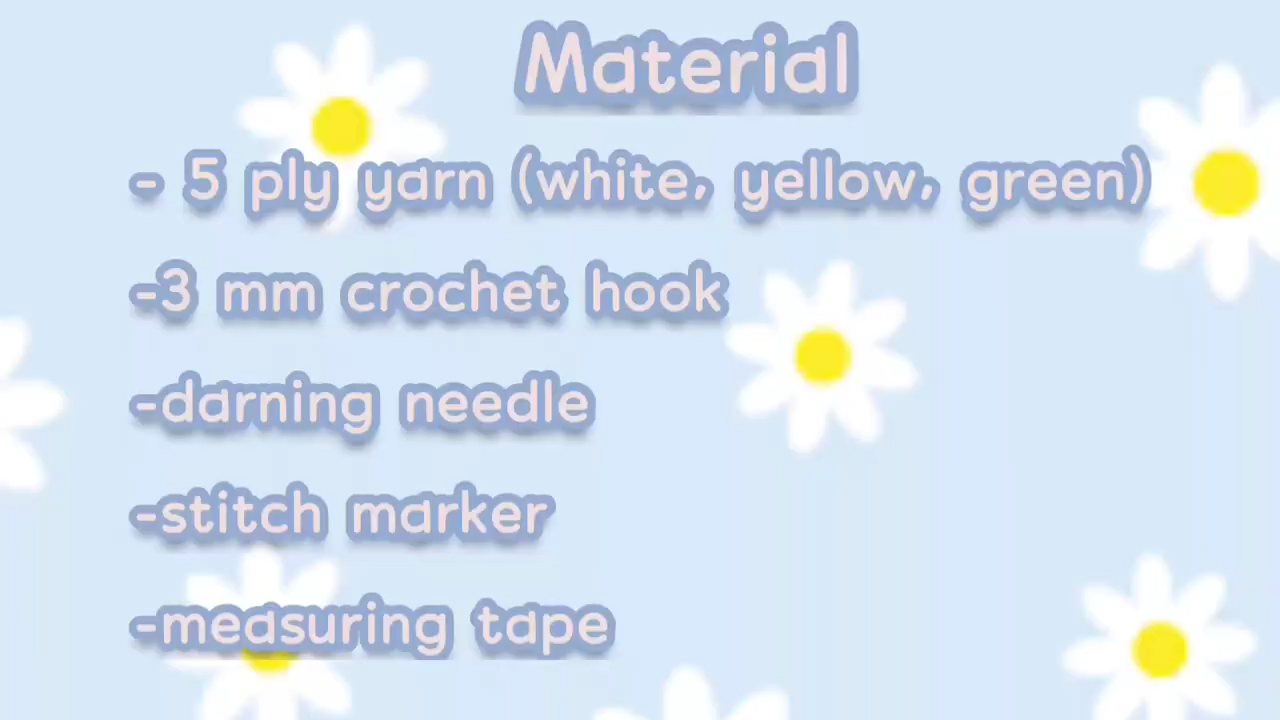 Material
- 5 ply yarn (white, yellow, green)
-3 mm crochet hook
-darning needle
-stitch marker
-measuring tape